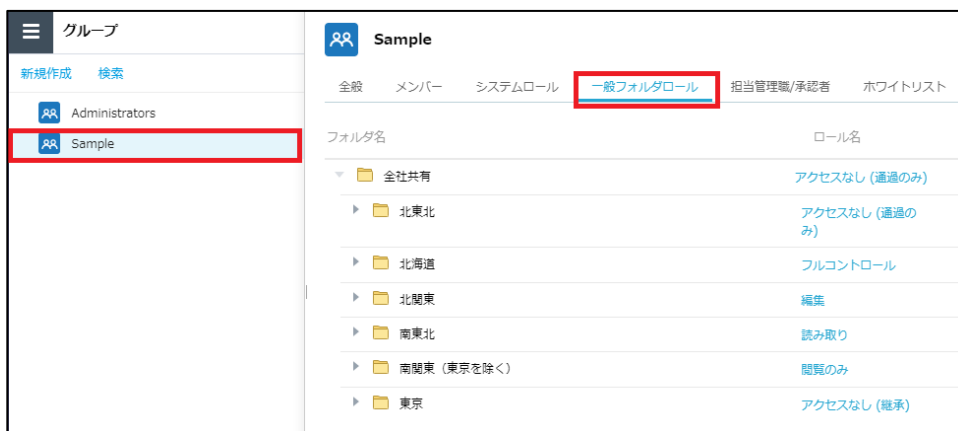 グループ
新規作成 検索
Administrators
Sample
Sample
全般 メンバー システムロール 一般フォルダロール 担当管理職/承認者 ホワイトリスト
フォルダ名 ロール名
全社共有 アクセスなし (通過のみ)
北東北 アクセスなし (通過の
み)
北海道 フルコントロール
北関東 編集
南東北 読み取り
南関東（東京を除く） 閲覧のみ
東京 アクセスなし (継承)